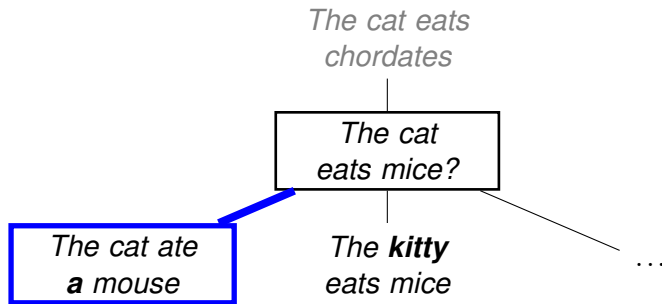 The cat eats
chordates
The cat
eats mice?
The cat ate
a mouse
The kitty
eats mice
...